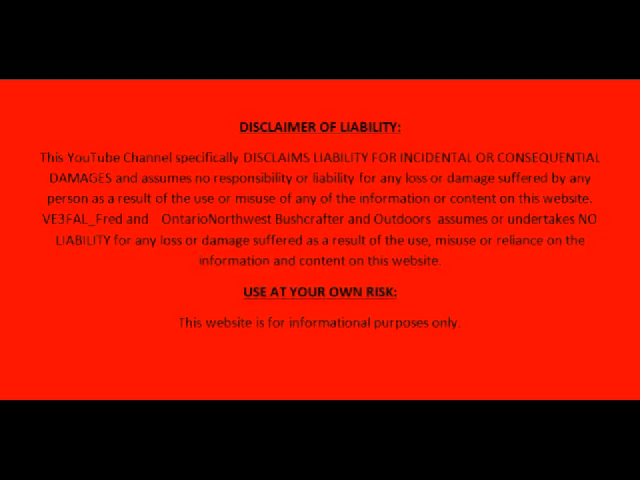 DISCLAIMER OF LIABILITY:
This YouTube Channel specifically DISCLAIMS LIABILITY FOR INCIDENTAL OR CONSEQUENTIAL
DAMAGES and assumes no responsibility or liability for any loss or damage suffered by any
person as a result of the use or misuse of any of the information or content on this website.
VE3FAL_Fred and OntarioNorthwest Bushcrafter and Outdoors assumes or undertakes NO
LIABILITY for any loss or damage suffered as a result of the use, misuse or reliance on the
information and content on this website.
USE AT YOUR OWN RISK:
This website is for informational purposes only.